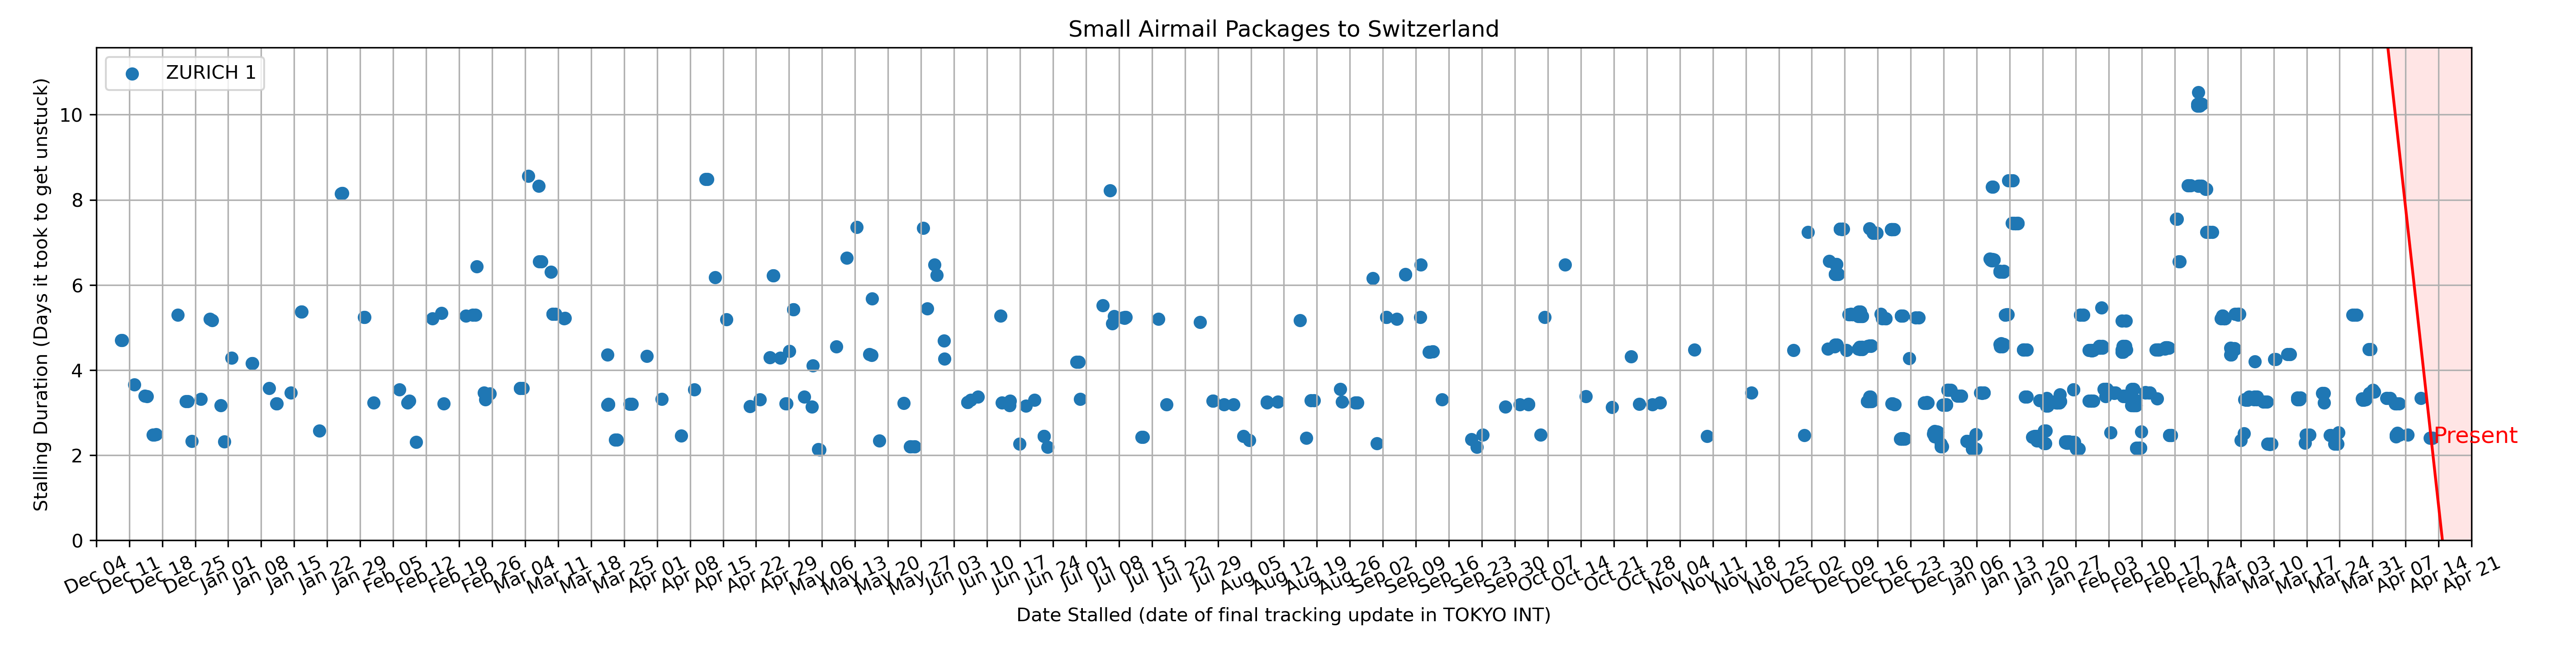 Small Airmail Packages to Switzerland
ZURICH 1
Stalling Duration (Days it took to get unstuck)
10
8
6
4
2
0
Present
Dec 04 Dec 11 Dec 18 Dec 25 Jan 01 Jan 08 Jan 15 Jan 22 Jan 29 Feb 05 Feb 12 Feb 19 Feb 26 Mar 04 Mar 11 Mar 18 Mar 25 Apr 01 Apr 08 Apr 15 Apr 22 Apr 29 May 06 May 13 May 20 May 27 Jun 03 Jun 10 Jun 17 Jun 24 Jul 01 Jul 08 Jul 15 Jul 22 Jul 29 Aug 05 Aug 12 Aug 19 Aug 26 Sep 02 Sep 09 Sep 16 Sep 23 Sep 30 Oct 07 Oct 14 Oct 21 Oct 28 Nov 04 Nov 11 Nov 18 Nov 25 Dec 02 Dec 09 Dec 16 Dec 23 Dec 30 Jan 06 Jan 13 Jan 20 Jan 27 Feb 03 Feb 10 Feb 17 Feb 24 Mar 03 Mar 10 Mar 17 Mar 24 Mar 31 Apr 07 Apr 14 Apr 21
Date Stalled (date of final tracking update in TOKYO INT)